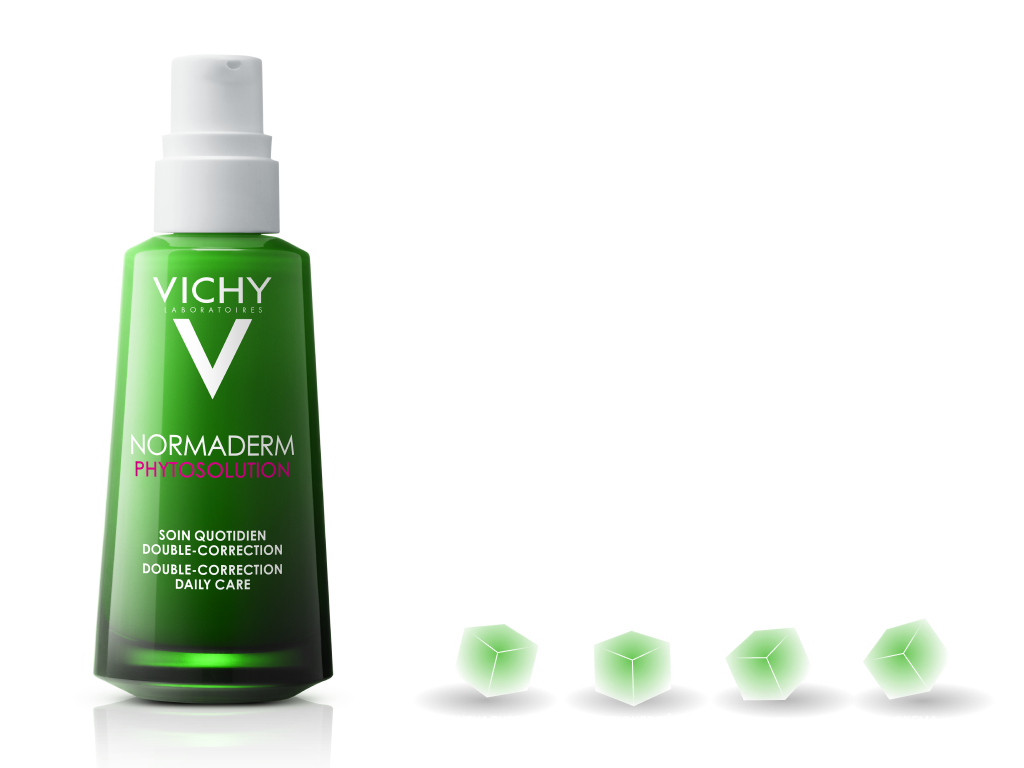 VICHY
LABORATOIRES
V
NORMADERM
PHYTOSOLUTION
SOIN QUOTIDIEN
DOUBLE-CORRECTION
DOUBLE-CORRECTION
DAILY CARE